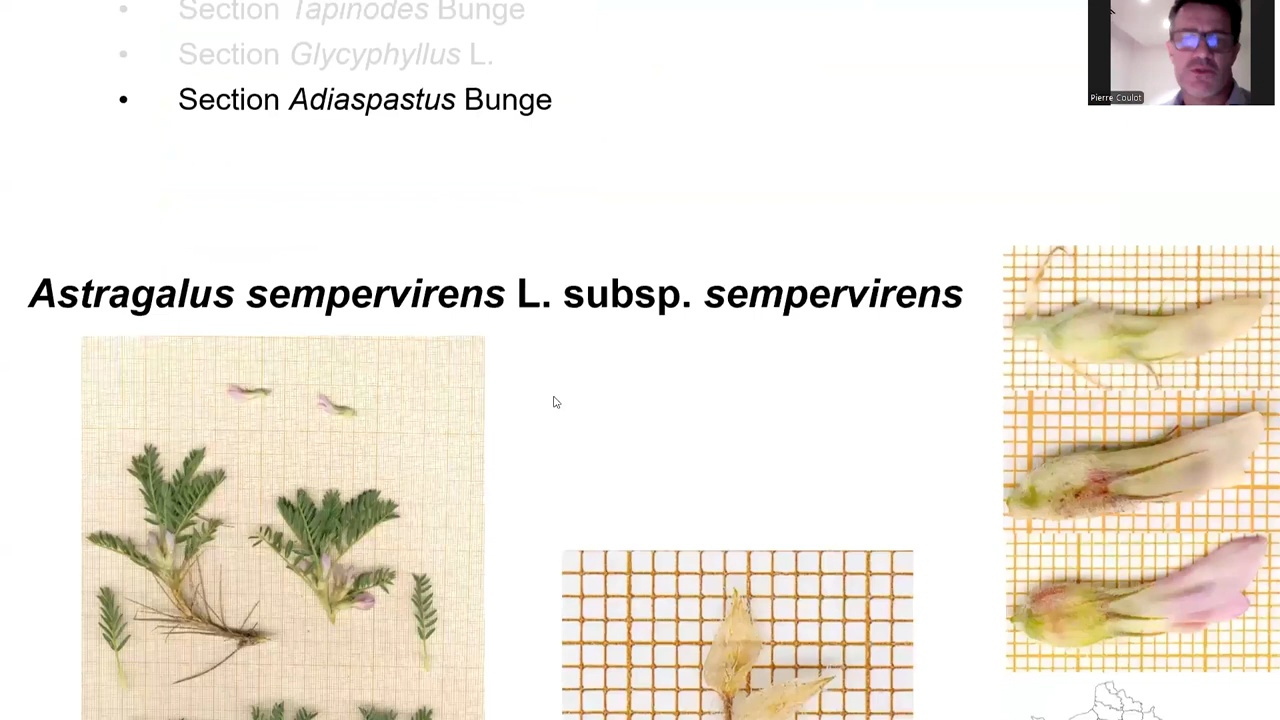 • Section Tapinodes Bunge
• Section Glycyphyllus L.
• Section Adiaspastus Bunge
Pierre Coulot
Astragalus sempervirens L. subsp. sempervirens